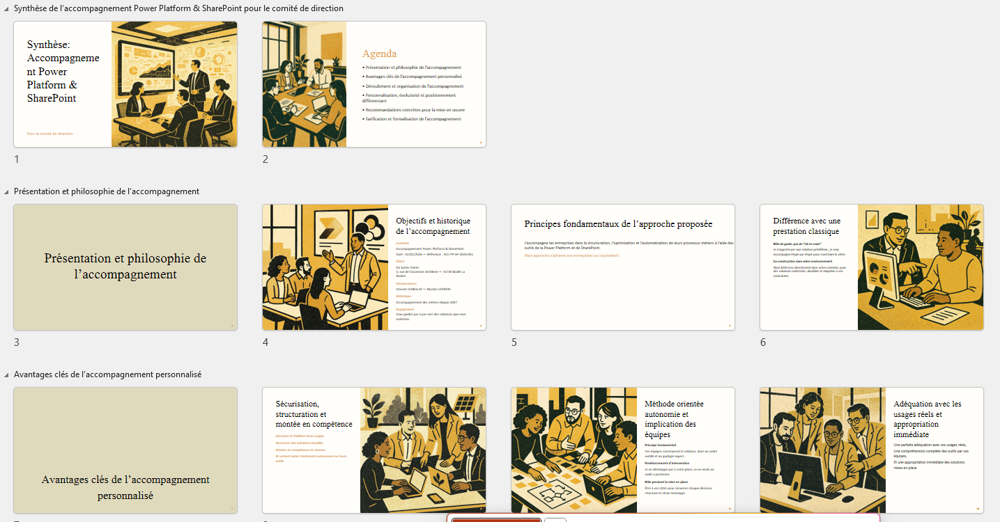 Synthèse de l'accompagnement Power Platform & SharePoint pour le comité de direction
Synthèse:
Accompagneme
nt Power
Platform &
SharePoint
Pour le comité de direction
1
Agenda
• Présentation et philosophie de l'accompagnement
• Avantages clés de l'accompagnement personnalisé
• Déroulement et organisation de l'accompagnement
• Personnalisation, évolutivité et positionnement
différenciant
• Recommandations concrètes pour la mise en œuvre
• Tarification et formalisation de l'accompagnement
2
Présentation et philosophie de l'accompagnement
Présentation et philosophie de
l'accompagnement
3
Objectifs et historique
de l'accompagnement
Contexte
Accompagnement Power Platform & SharePoint
Date : 02/02/2026 — Référence : ACC-PP-SP-2026-001
Client
De Sutter Frères
3, rue de l'ancienne Distillerie — 76730 Biville La
Rivière
Interlocuteurs
Vincent DUBEGLIW — Nicolas CARRERE
Historique
Accompagnement des métiers depuis 2007
Engagement
Vous guider pas à pas vers des solutions que vous
maîtrisez.
4
Principes fondamentaux de l'approche proposée
J'accompagne les entreprises dans la structuration, l'optimisation et l'automatisation de leurs processus métiers à l'aide des
outils de la Power Platform et de SharePoint.
Mon approche s'adresse aux entreprises qui souhaitent :
5
Différence avec une
prestation classique
Rôle de guide, pas de "clé en main"
Je n'apporte pas une solution prédéfinie ; je vous
accompagne étape par étape pour construire la vôtre.
Co-construction dans votre environnement
Nous bâtissons directement dans votre contexte, pour
des solutions maîtrisées, durables et adaptées à vos
contraintes.
6
Avantages clés de l'accompagnement personnalisé
Avantages clés de l'accompagnement
personnalisé
Sécurisation,
structuration et
montée en compétence
Sécuriser et fiabiliser leurs usages
Structurer des solutions durables
Monter en compétence en interne
Et surtout rester totalement autonomes sur leurs
outils
Méthode orientée
autonomie et
implication des
équipes
Principe fondamental
Vos équipes construisent la solution, dans un cadre
outillé et un guidage expert.
Positionnement d'intervention
Je ne développe pas à votre place, ni ne rends un
audit a posteriori.
Rôle pendant la mise en place
Être à vos côtés pour sécuriser chaque décision,
structure et choix technique.
Adéquation avec les
usages réels et
appropriation
immédiate
Une parfaite adéquation avec vos usages réels,
Une compréhension complète des outils par vos
équipes,
Et une appropriation immédiate des solutions
mises en place.